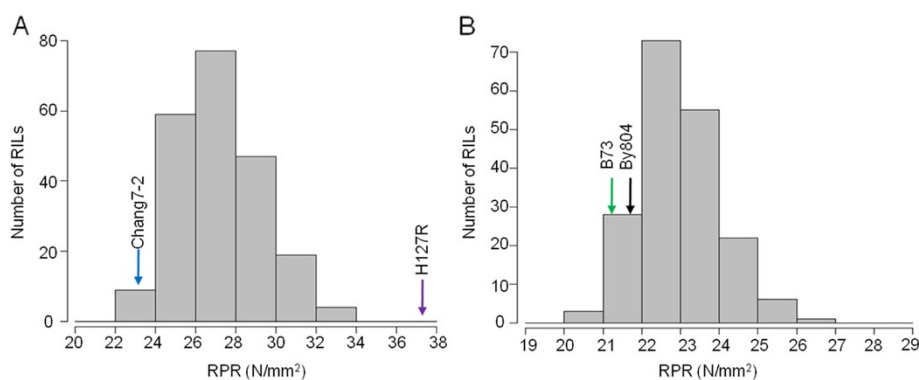 A
80
60
40
20
0
Number of RILs
Chang7-2
H127R
20 22 24 26 28 30 32 34 36 38
RPR (N/mm²)
B
70
60
50
40
30
20
10
0
Number of RILs
B73
By804
19 20 21 22 23 24 25 26 27 28 29
RPR (N/mm²)